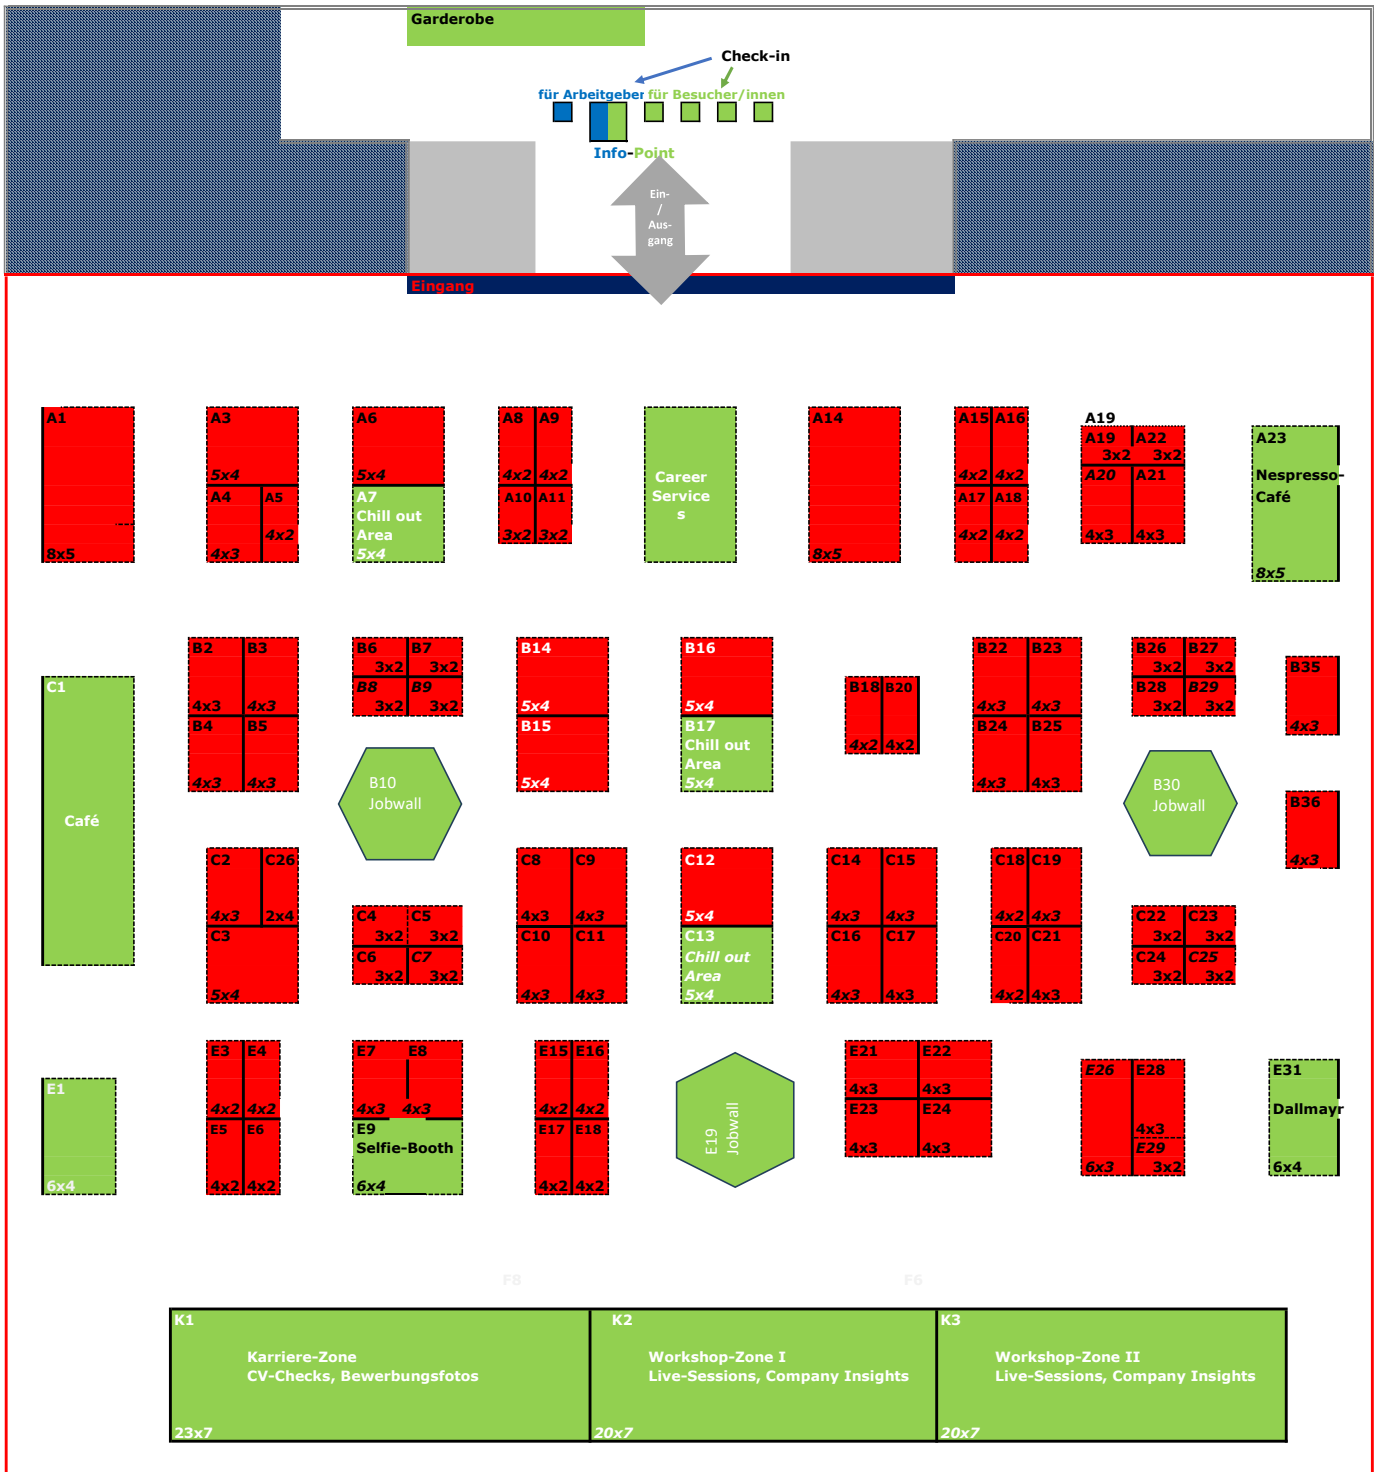 Garderobe
Check-in
für Arbeitgeber für Besucher/innen
Info-Point
Ein-
/
Aus-
gang
Eingang
A1
8x5
A3
5x4
A4
4x3
A5
4x2
A6
5x4
A7
Chill out
Area
5x4
A8
4x2
A9
4x2
A10
3x2
A11
3x2
Career
Service
s
A14
8x5
A15
4x2
A16
4x2
A17
4x2
A18
4x2
A19
A19
3x2
A22
3x2
A20
4x3
A21
4x3
A23
Nespresso-
Café
8x5
B2
4x3
B3
4x3
B4
4x3
B5
4x3
B6
3x2
B7
3x2
B8
3x2
B9
3x2
B10
Jobwall
B14
5x4
B15
5x4
B16
5x4
B17
Chill out
Area
5x4
B18
4x2
B20
4x2
B22
4x3
B23
4x3
B24
4x3
B25
4x3
B26
3x2
B27
3x2
B28
3x2
B29
3x2
B30
Jobwall
B35
4x3
B36
4x3
C1
Café
C2
4x3
C26
2x4
C3
5x4
C4
3x2
C5
3x2
C6
3x2
C7
3x2
C8
4x3
C9
4x3
C10
4x3
C11
4x3
C12
5x4
C13
Chill out
Area
5x4
C14
4x3
C15
4x3
C16
4x3
C17
4x3
C18
4x2
C19
4x3
C20
4x2
C21
4x3
C22
3x2
C23
3x2
C24
3x2
C25
3x2
E1
6x4
E3
4x2
E4
4x2
E5
4x2
E6
4x2
E7
4x3
E8
4x3
E9
Selfie-Booth
6x4
E15
4x2
E16
4x2
E17
4x2
E18
4x2
E19
Jobwall
E21
4x3
E22
4x3
E23
4x3
E24
4x3
E26
6x3
E28
4x3
E29
3x2
E31
Dallmayr
6x4
F8
F6
K1
Karriere-Zone
CV-Checks, Bewerbungsfotos
23x7
K2
Workshop-Zone I
Live-Sessions, Company Insights
20x7
K3
Workshop-Zone II
Live-Sessions, Company Insights
20x7